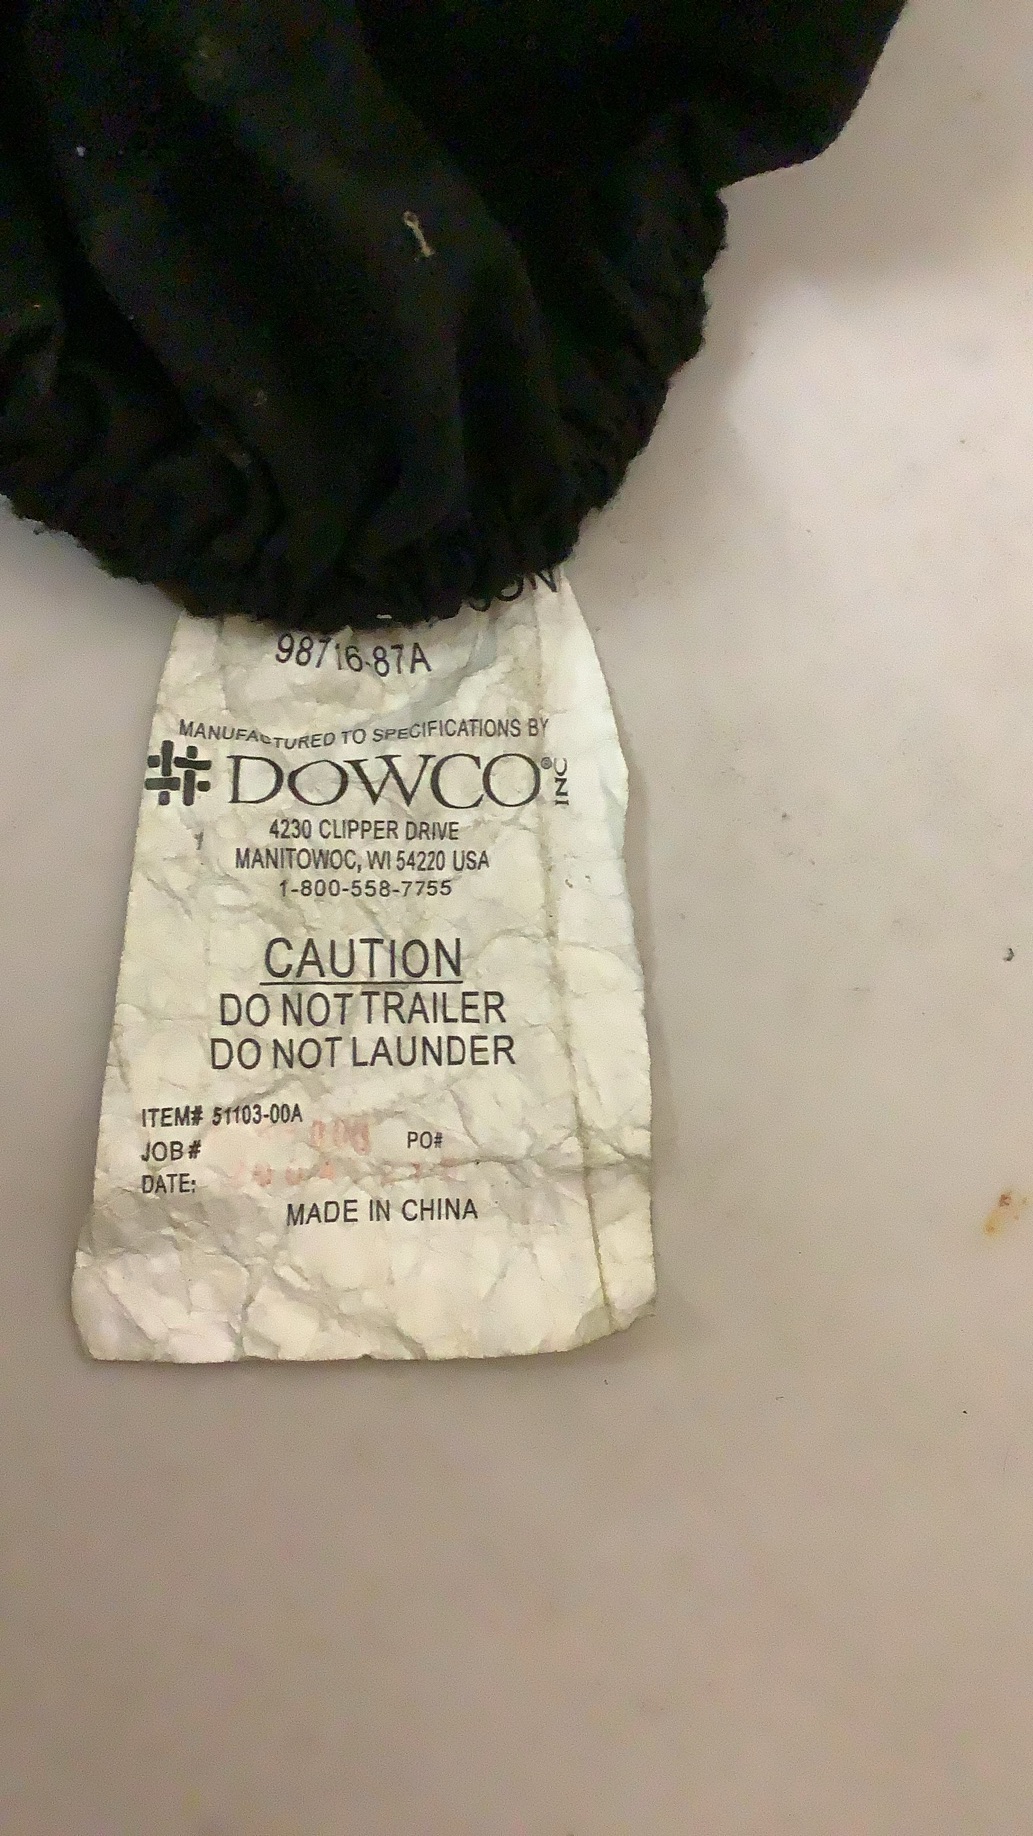 98716-87A
MANUFACTURED TO SPECIFICATIONS BY
DOWCO® INC
4230 CLIPPER DRIVE
MANITOWOC, WI 54220 USA
1-800-558-7755
CAUTION
DO NOT TRAILER
DO NOT LAUNDER
ITEM# 51103-00A
JOB# PO#
DATE:
MADE IN CHINA